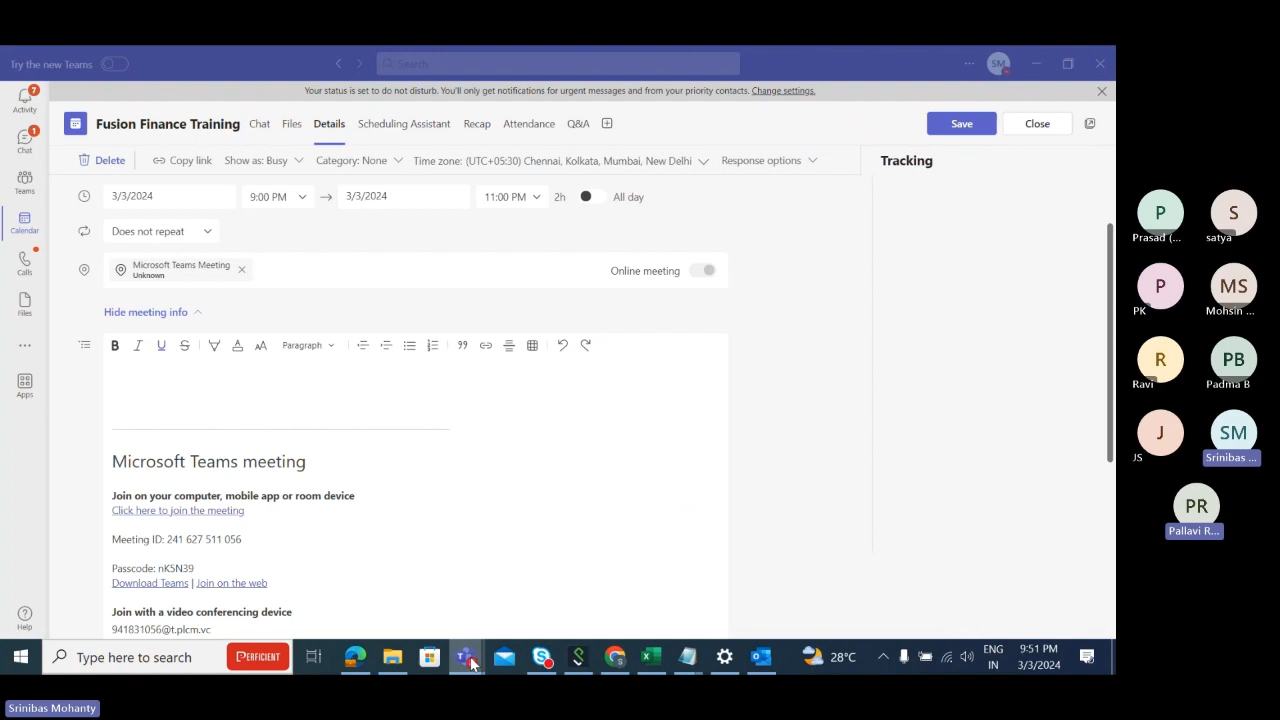 Try the new Teams
Search
SM
Your status is set to do not disturb. You'll only get notifications for urgent messages and from your priority contacts. Change settings.
7
Activity
1
Chat
Teams
Calendar
Calls
Files
Apps
Help
Fusion Finance Training Chat Files Details Scheduling Assistant Recap Attendance Q&A
Save
Close
Delete Copy link Show as: Busy Category: None Time zone: (UTC+05:30) Chennai, Kolkata, Mumbai, New Delhi Response options
Tracking
3/3/2024 9:00 PM → 3/3/2024 11:00 PM 2h All day
Does not repeat
Microsoft Teams Meeting
Unknown
Online meeting
Hide meeting info
B I U S Paragraph
Microsoft Teams meeting
Join on your computer, mobile app or room device
Click here to join the meeting
Meeting ID: 241 627 511 056
Passcode: nK5N39
Download Teams | Join on the web
Join with a video conferencing device
941831056@t.plcm.vc
P
Prasad (...
S
satya
P
PK
MS
Mohsin ...
R
Ravi
PB
Padma B
J
JS
SM
Srinibas ...
PR
Pallavi R...
Type here to search
PERFICIENT
28°C
ENG
IN
9:51 PM
3/3/2024
Srinibas Mohanty